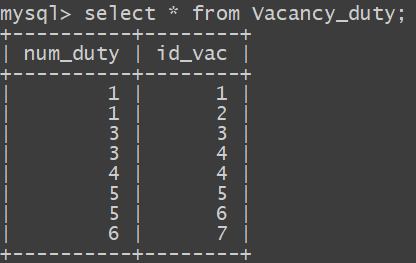 mysql> select * from Vacancy_duty;
+----------+--------+
| num_duty | id_vac |
+----------+--------+
|        1 |      1 |
|        1 |      2 |
|        3 |      3 |
|        3 |      4 |
|        4 |      4 |
|        5 |      5 |
|        5 |      6 |
|        6 |      7 |
+----------+--------+